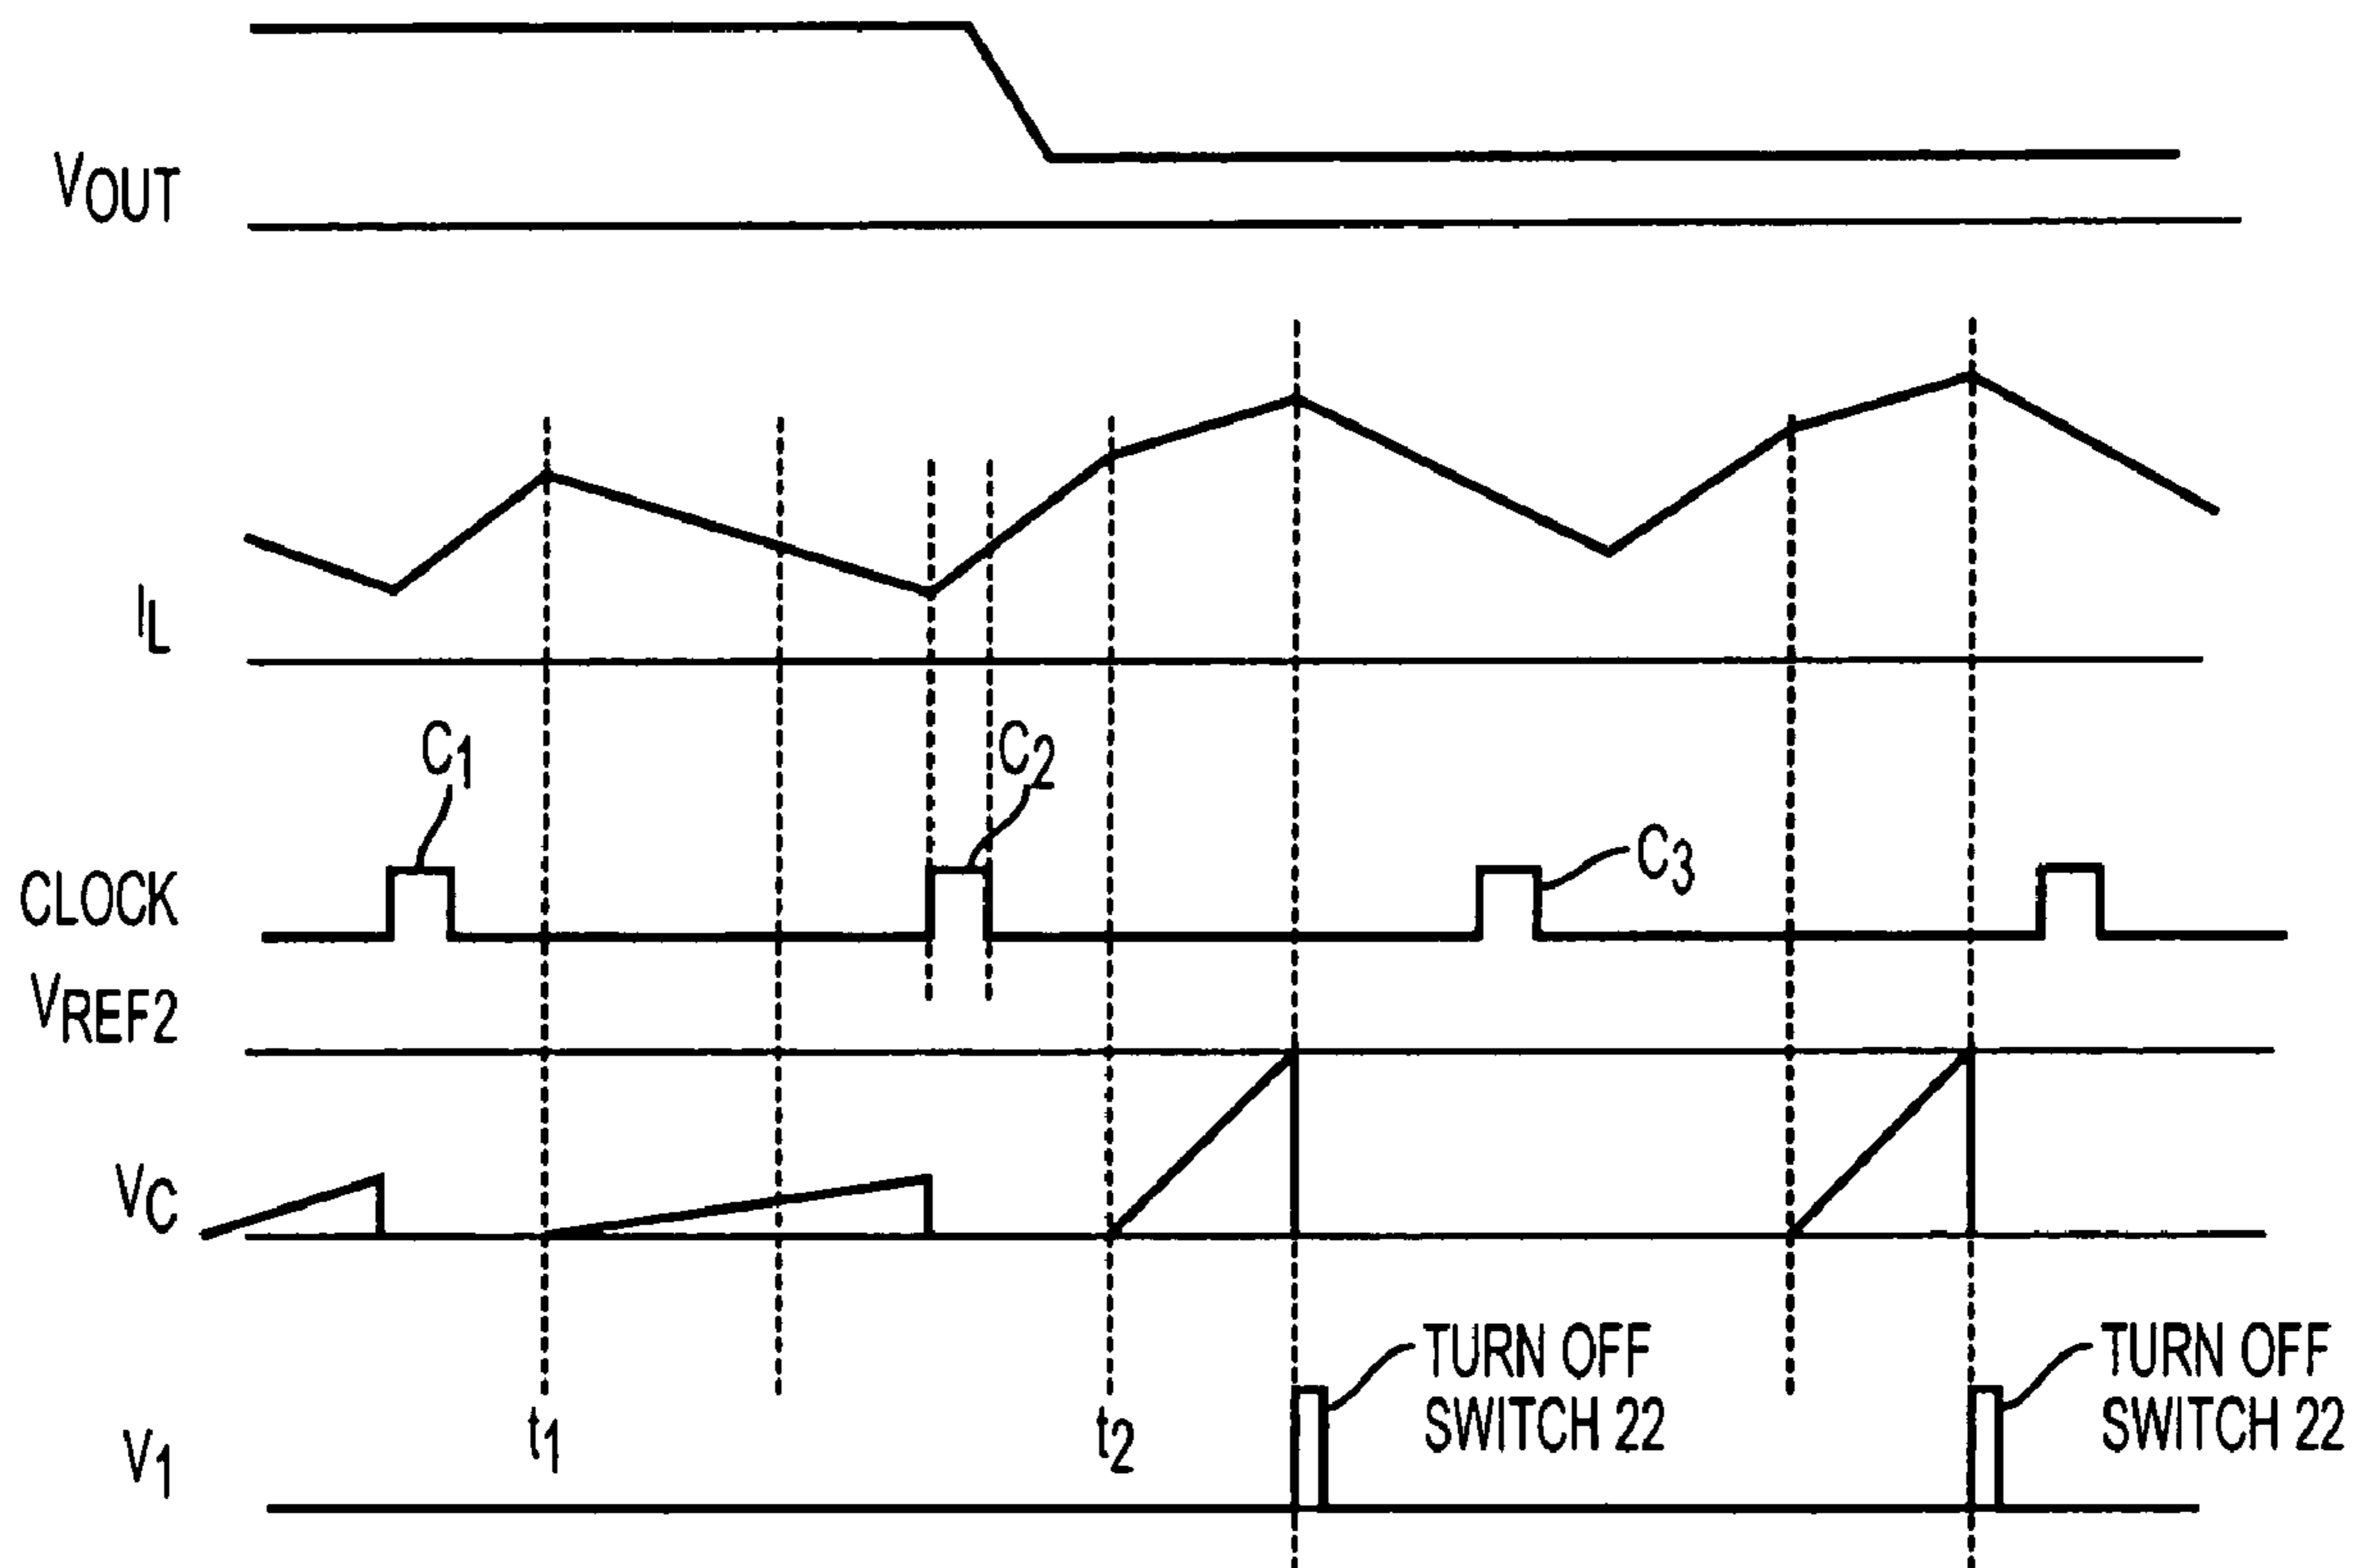 VOUT
IL
C1
C2
C3
CLOCK
VREF2
VC
TURN OFF
SWITCH 22
TURN OFF
SWITCH 22
t1
t2
V1